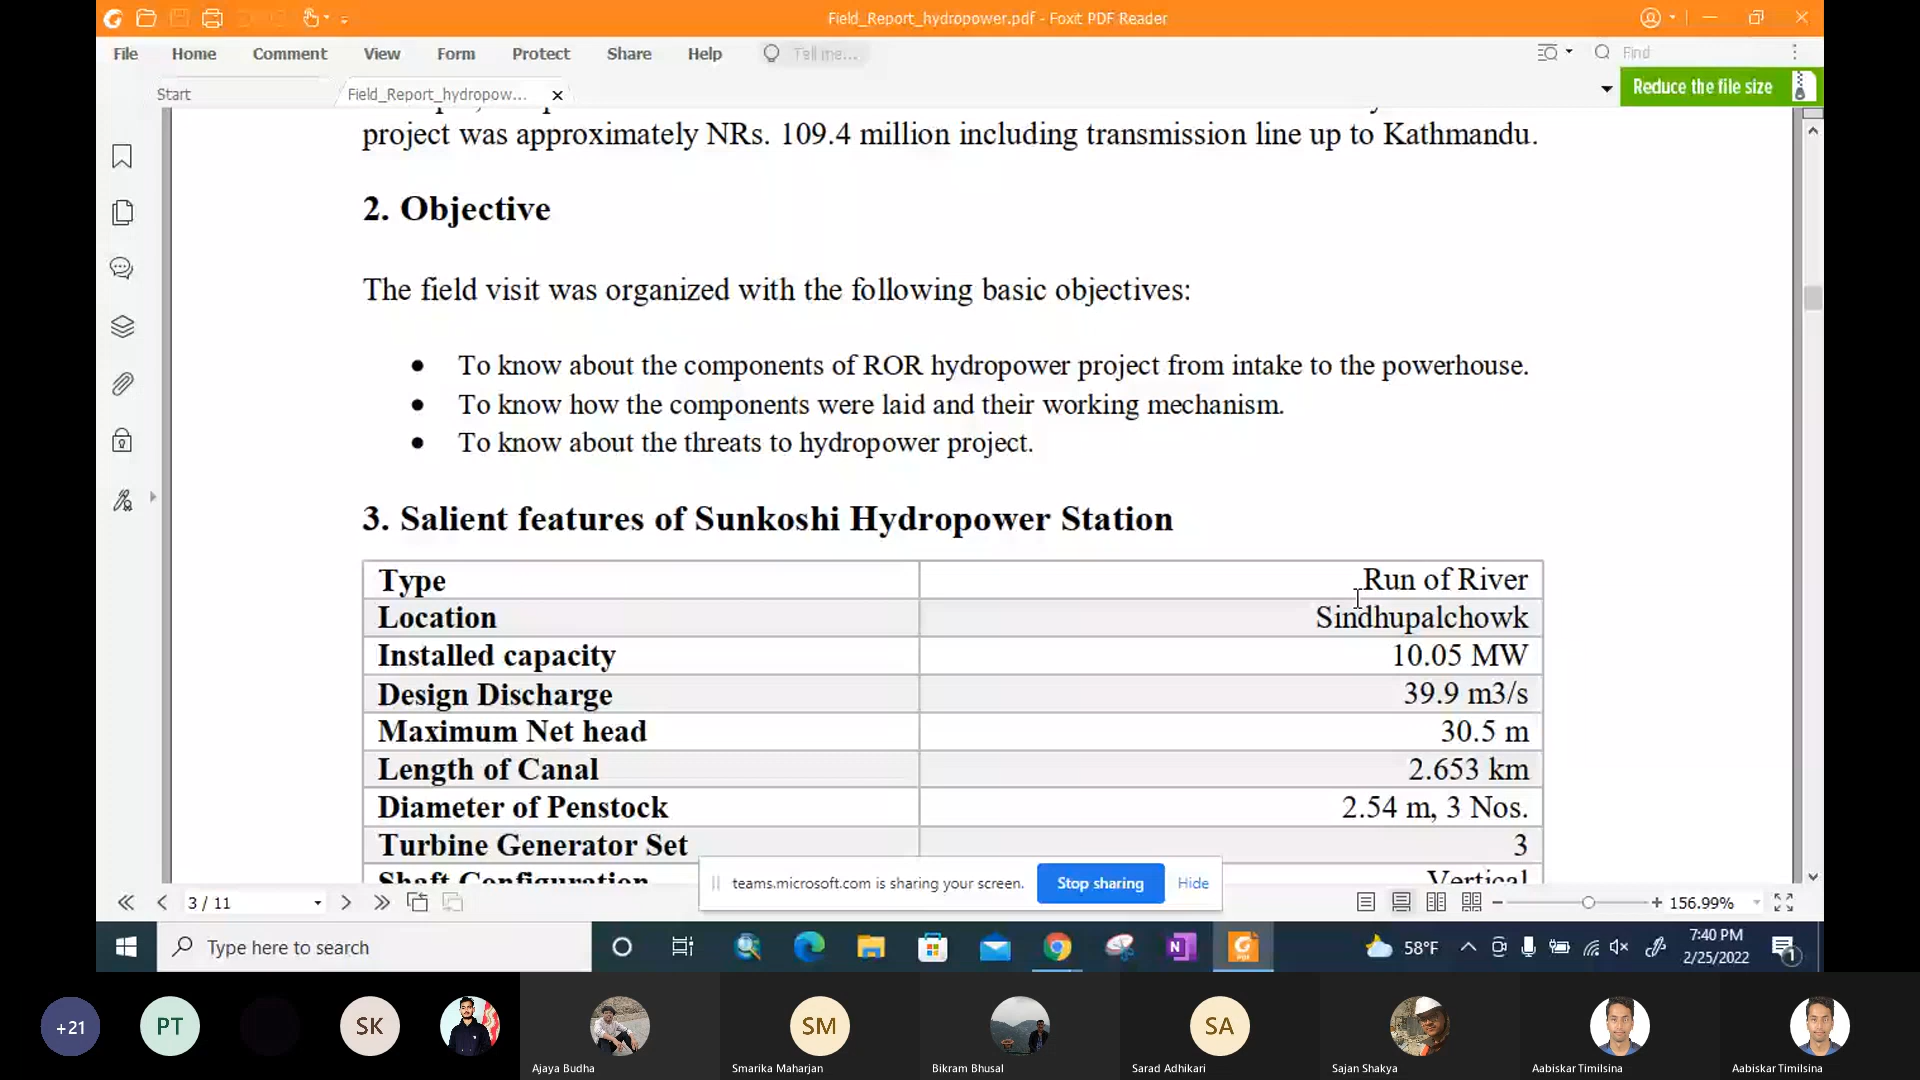 Field_Report_hydropower.pdf - Foxit PDF Reader
File Home Comment View Form Protect Share Help Tell me... Find
Start Field_Report_hydropow... Reduce the file size
project was approximately NRs. 109.4 million including transmission line up to Kathmandu.
2. Objective
The field visit was organized with the following basic objectives:
• To know about the components of ROR hydropower project from intake to the powerhouse.
• To know how the components were laid and their working mechanism.
• To know about the threats to hydropower project.
3. Salient features of Sunkoshi Hydropower Station
Type Run of River
Location Sindhupalchowk
Installed capacity 10.05 MW
Design Discharge 39.9 m3/s
Maximum Net head 30.5 m
Length of Canal 2.653 km
Diameter of Penstock 2.54 m, 3 Nos.
Turbine Generator Set 3
Shaft Configuration Vertical
teams.microsoft.com is sharing your screen. Stop sharing Hide
3 / 11 156.99%
Type here to search 58°F 7:40 PM
2/25/2022 1
+21 PT SK SM SA
Ajaya Budha Smarika Maharjan Bikram Bhusal Sarad Adhikari Sajan Shakya Aabiskar Timilsina Aabiskar Timilsina